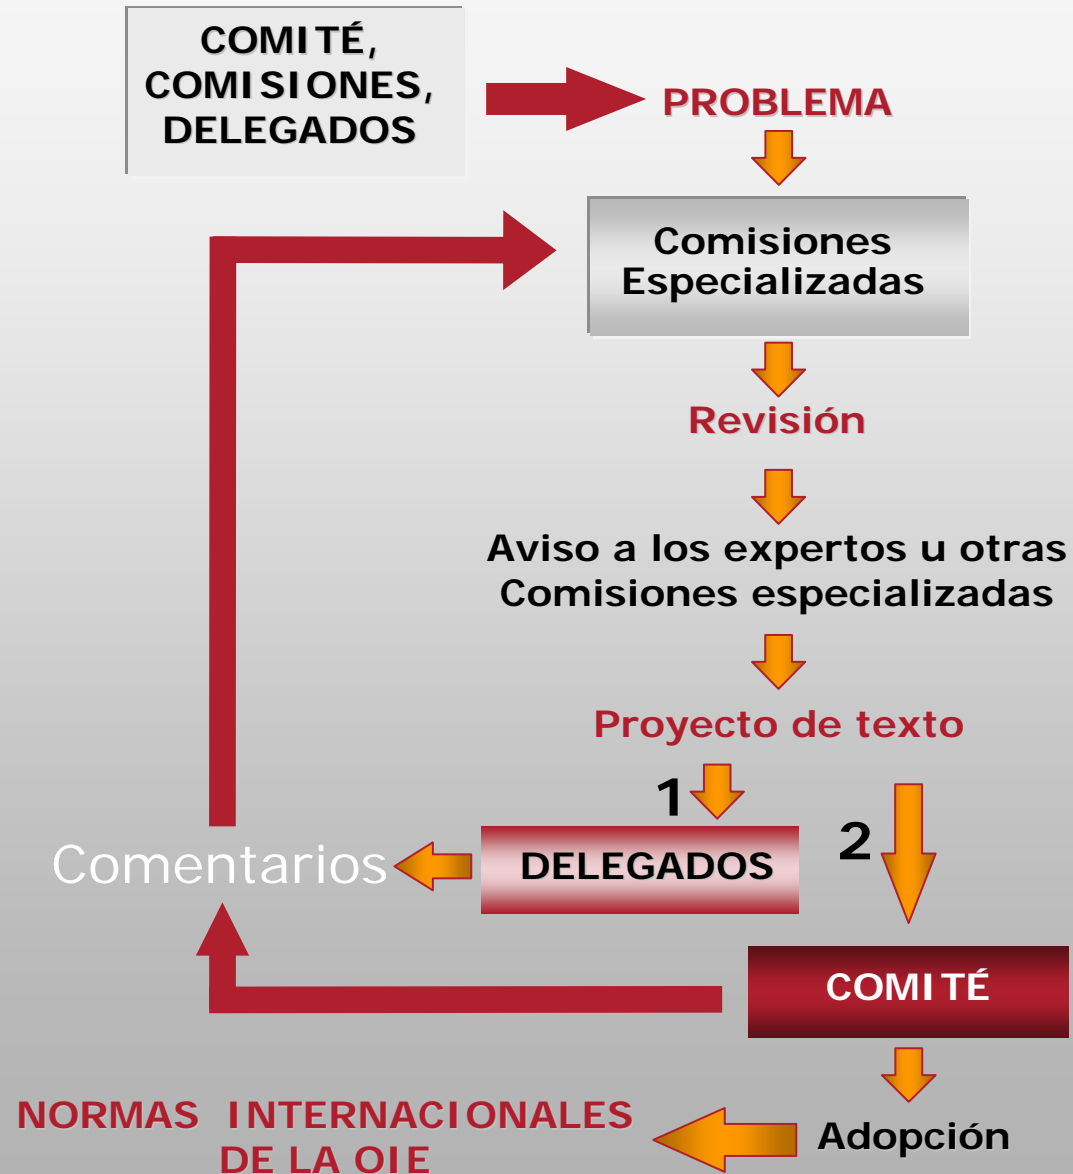 COMITÉ,
COMISIONES,
DELEGADOS
PROBLEMA
Comisiones
Especializadas
Revisión
Aviso a los expertos u otras
Comisiones especializadas
Proyecto de texto
1
2
Comentarios
DELEGADOS
COMITÉ
Adopción
NORMAS INTERNACIONALES
DE LA OIE